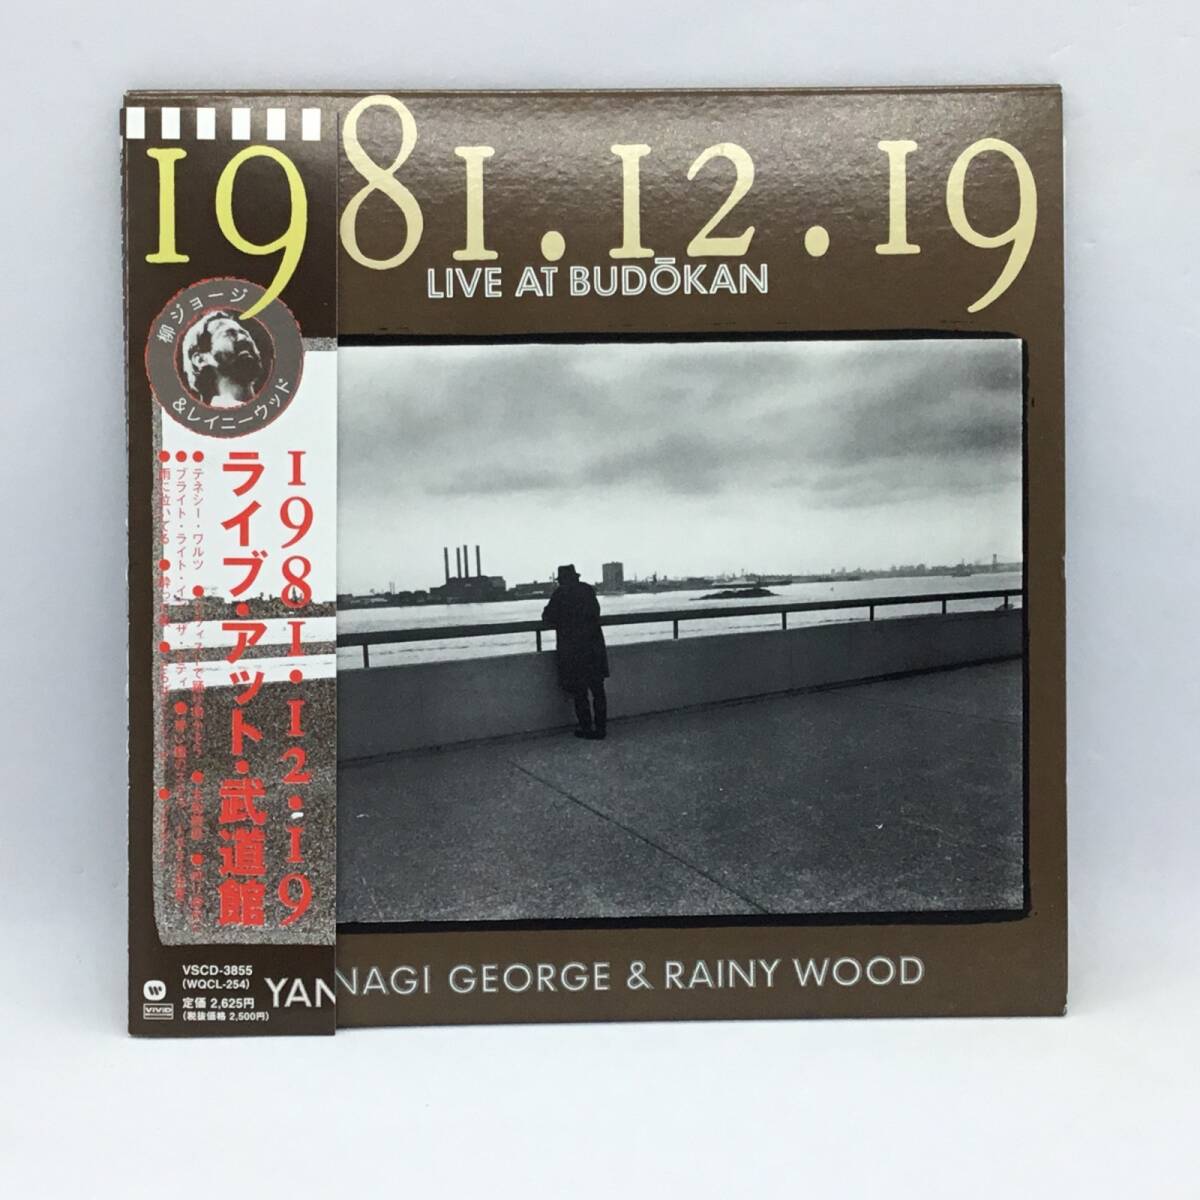 1981.12.19
LIVE AT BUDŌKAN
柳ジョージ
&レイニーウッド
1981・12・19
ライブ・アット・武道館
●テネシー・ワルツ
●ブライト・ライト・イン・ザ・シティ
●雨に泣いてる ●酔って
VSCD-3855
(WQCL-254)
定価 2,625円
(税抜価格 2,500円)
VIVID
YANAGI GEORGE & RAINY WOOD